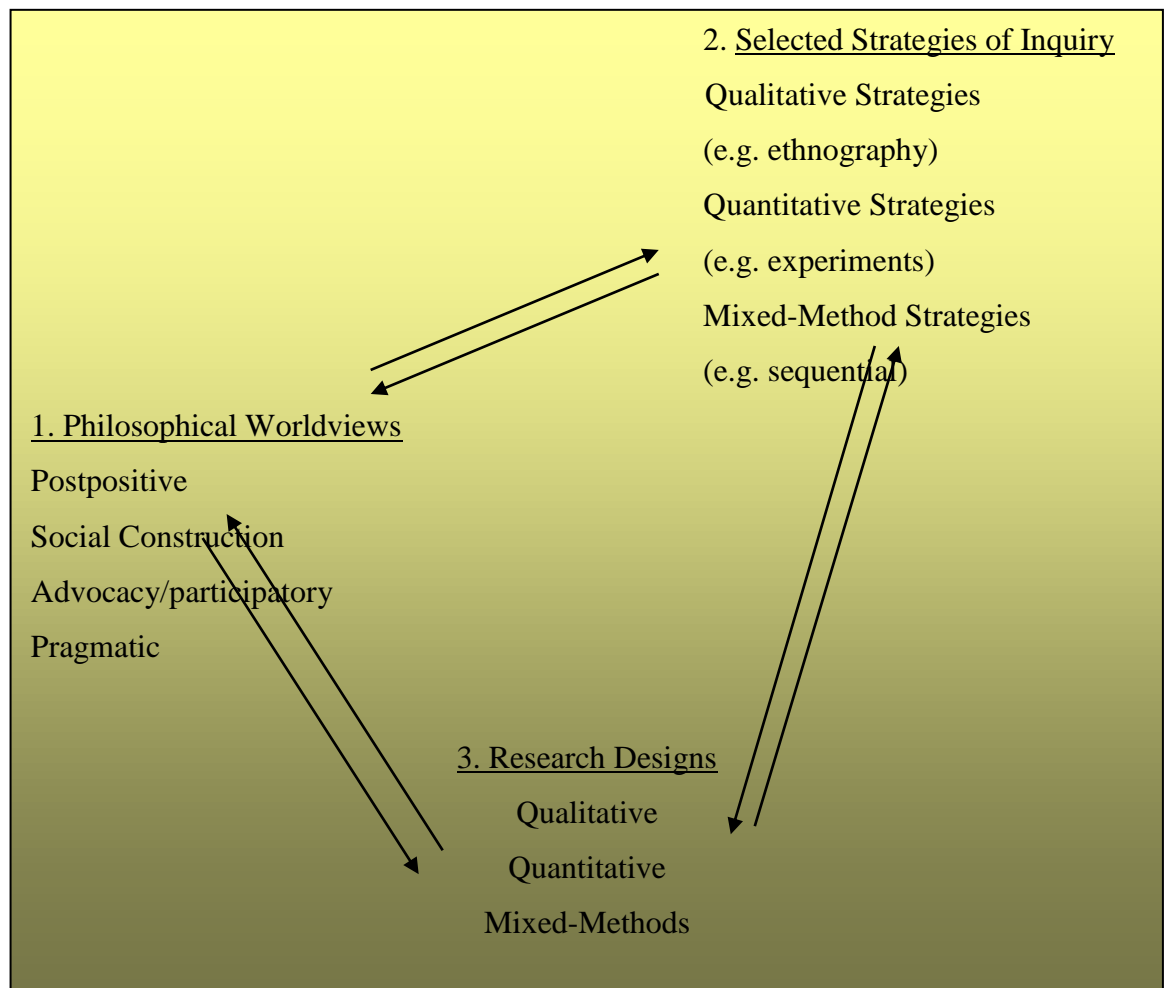 2. Selected Strategies of Inquiry
Qualitative Strategies
(e.g. ethnography)
Quantitative Strategies
(e.g. experiments)
Mixed-Method Strategies
(e.g. sequential)
1. Philosophical Worldviews
Postpositive
Social Construction
Advocacy/participatory
Pragmatic
3. Research Designs
Qualitative
Quantitative
Mixed-Methods